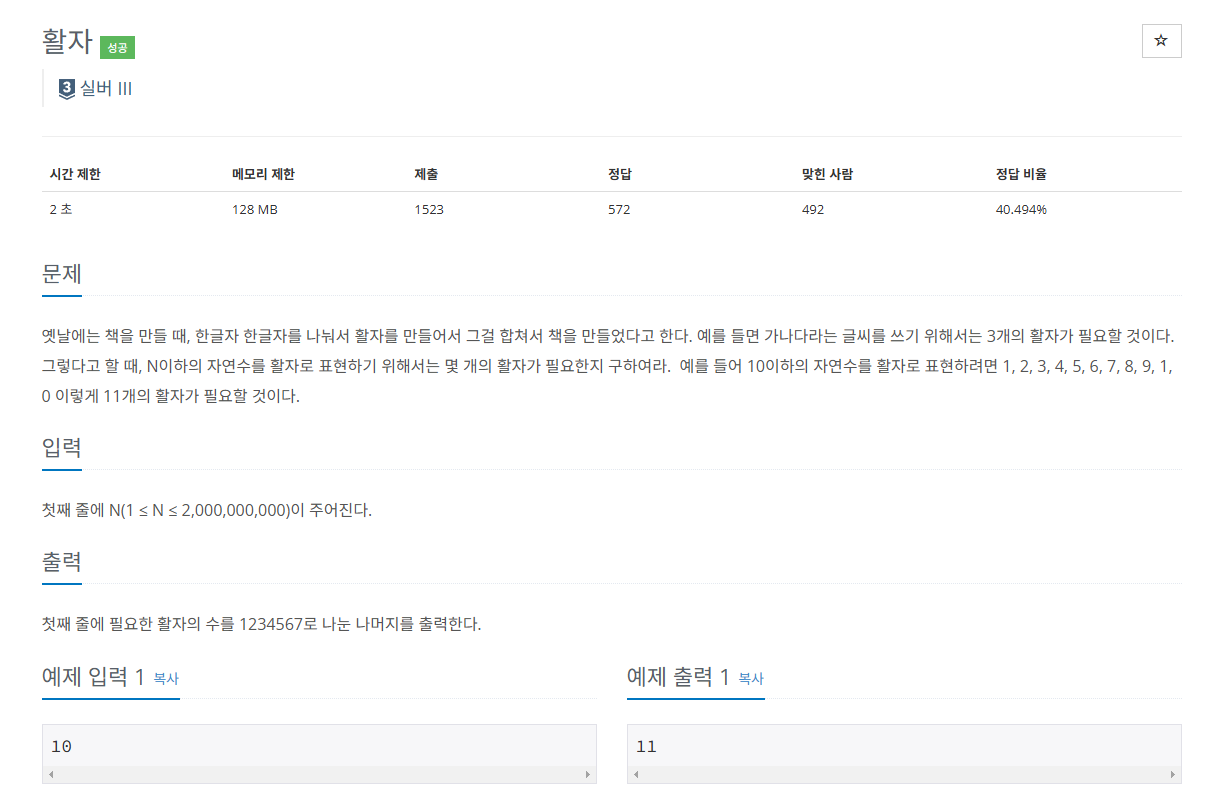 활자 성공
☆
3 실버 III
시간 제한 메모리 제한 제출 정답 맞힌 사람 정답 비율
2 초 128 MB 1523 572 492 40.494%
문제
옛날에는 책을 만들 때, 한글자 한글자를 나눠서 활자를 만들어서 그걸 합쳐서 책을 만들었다고 한다. 예를 들면 가나다라는 글씨를 쓰기 위해서는 3개의 활자가 필요할 것이다.
그렇다고 할 때, N이하의 자연수를 활자로 표현하기 위해서는 몇 개의 활자가 필요한지 구하여라. 예를 들어 10이하의 자연수를 활자로 표현하려면 1, 2, 3, 4, 5, 6, 7, 8, 9, 1,
0 이렇게 11개의 활자가 필요할 것이다.
입력
첫째 줄에 N(1 ≤ N ≤ 2,000,000,000)이 주어진다.
출력
첫째 줄에 필요한 활자의 수를 1234567로 나눈 나머지를 출력한다.
예제 입력 1 복사
10
예제 출력 1 복사
11